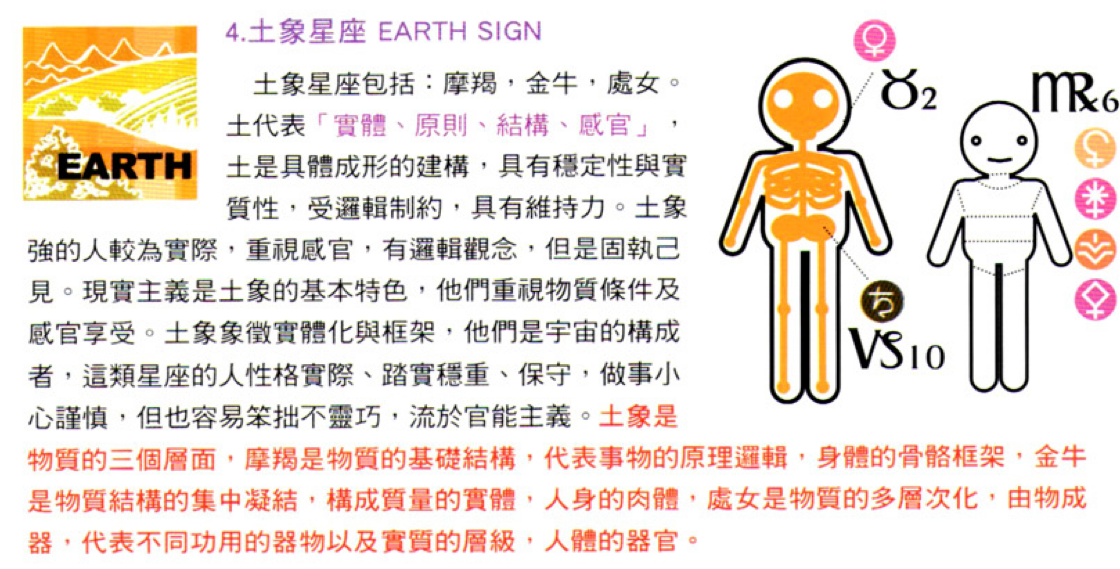 4.土象星座 EARTH SIGN
EARTH
土象星座包括：摩羯，金牛，處女。
土代表「實體、原則、結構、感官」，
土是具體成形的建構，具有穩定性與實
質性，受邏輯制約，具有維持力。土象
強的人較為實際，重視感官，有邏輯觀念，但是固執己
見。現實主義是土象的基本特色，他們重視物質條件及
感官享受。土象象徵實體化與框架，他們是宇宙的構成
者，這類星座的人性格實際、踏實穩重、保守，做事小
心謹慎，但也容易笨拙不靈巧，流於官能主義。土象是
物質的三個層面，摩羯是物質的基礎結構，代表事物的原理邏輯，身體的骨骼框架，金牛
是物質結構的集中凝結，構成質量的實體，人身的肉體，處女是物質的多層次化，由物成
器，代表不同功用的器物以及實質的層級，人體的器官。
♀
♉2
♄
♑10
♍6